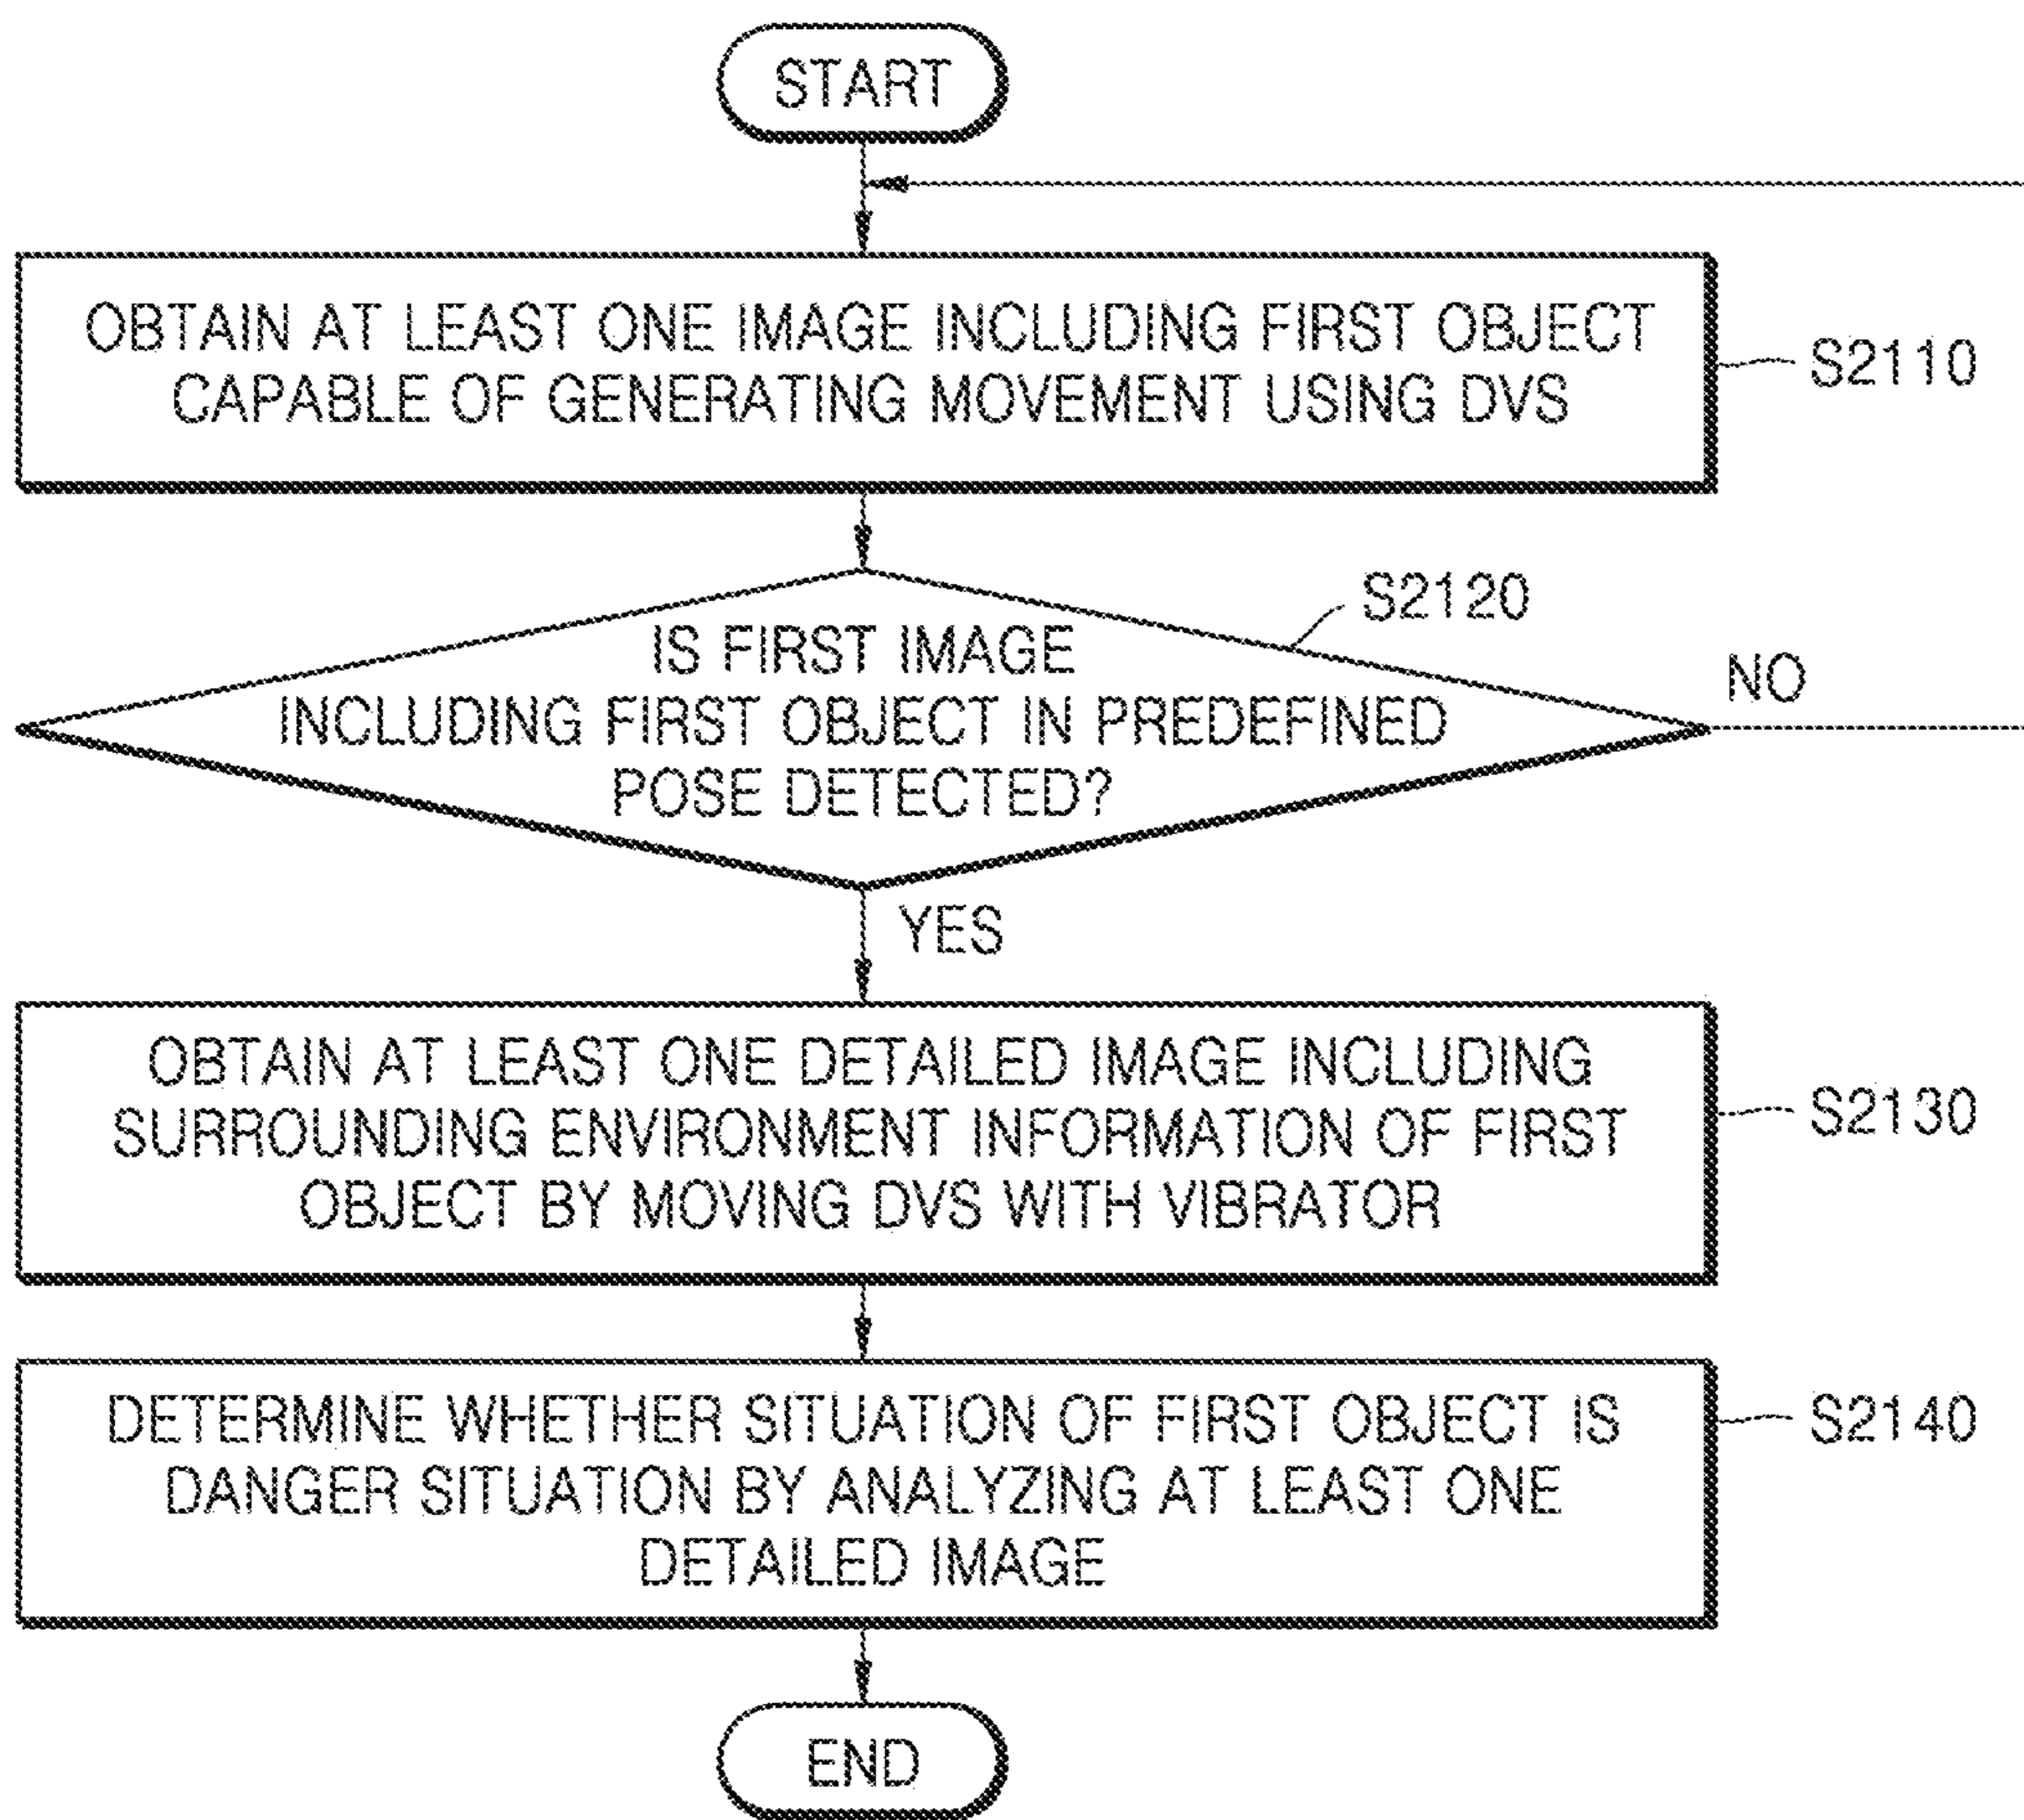 START
OBTAIN AT LEAST ONE IMAGE INCLUDING FIRST OBJECT
CAPABLE OF GENERATING MOVEMENT USING DVS
S2110
S2120
IS FIRST IMAGE
INCLUDING FIRST OBJECT IN PREDEFINED
POSE DETECTED?
NO
YES
OBTAIN AT LEAST ONE DETAILED IMAGE INCLUDING
SURROUNDING ENVIRONMENT INFORMATION OF FIRST
OBJECT BY MOVING DVS WITH VIBRATOR
S2130
DETERMINE WHETHER SITUATION OF FIRST OBJECT IS
DANGER SITUATION BY ANALYZING AT LEAST ONE
DETAILED IMAGE
S2140
END